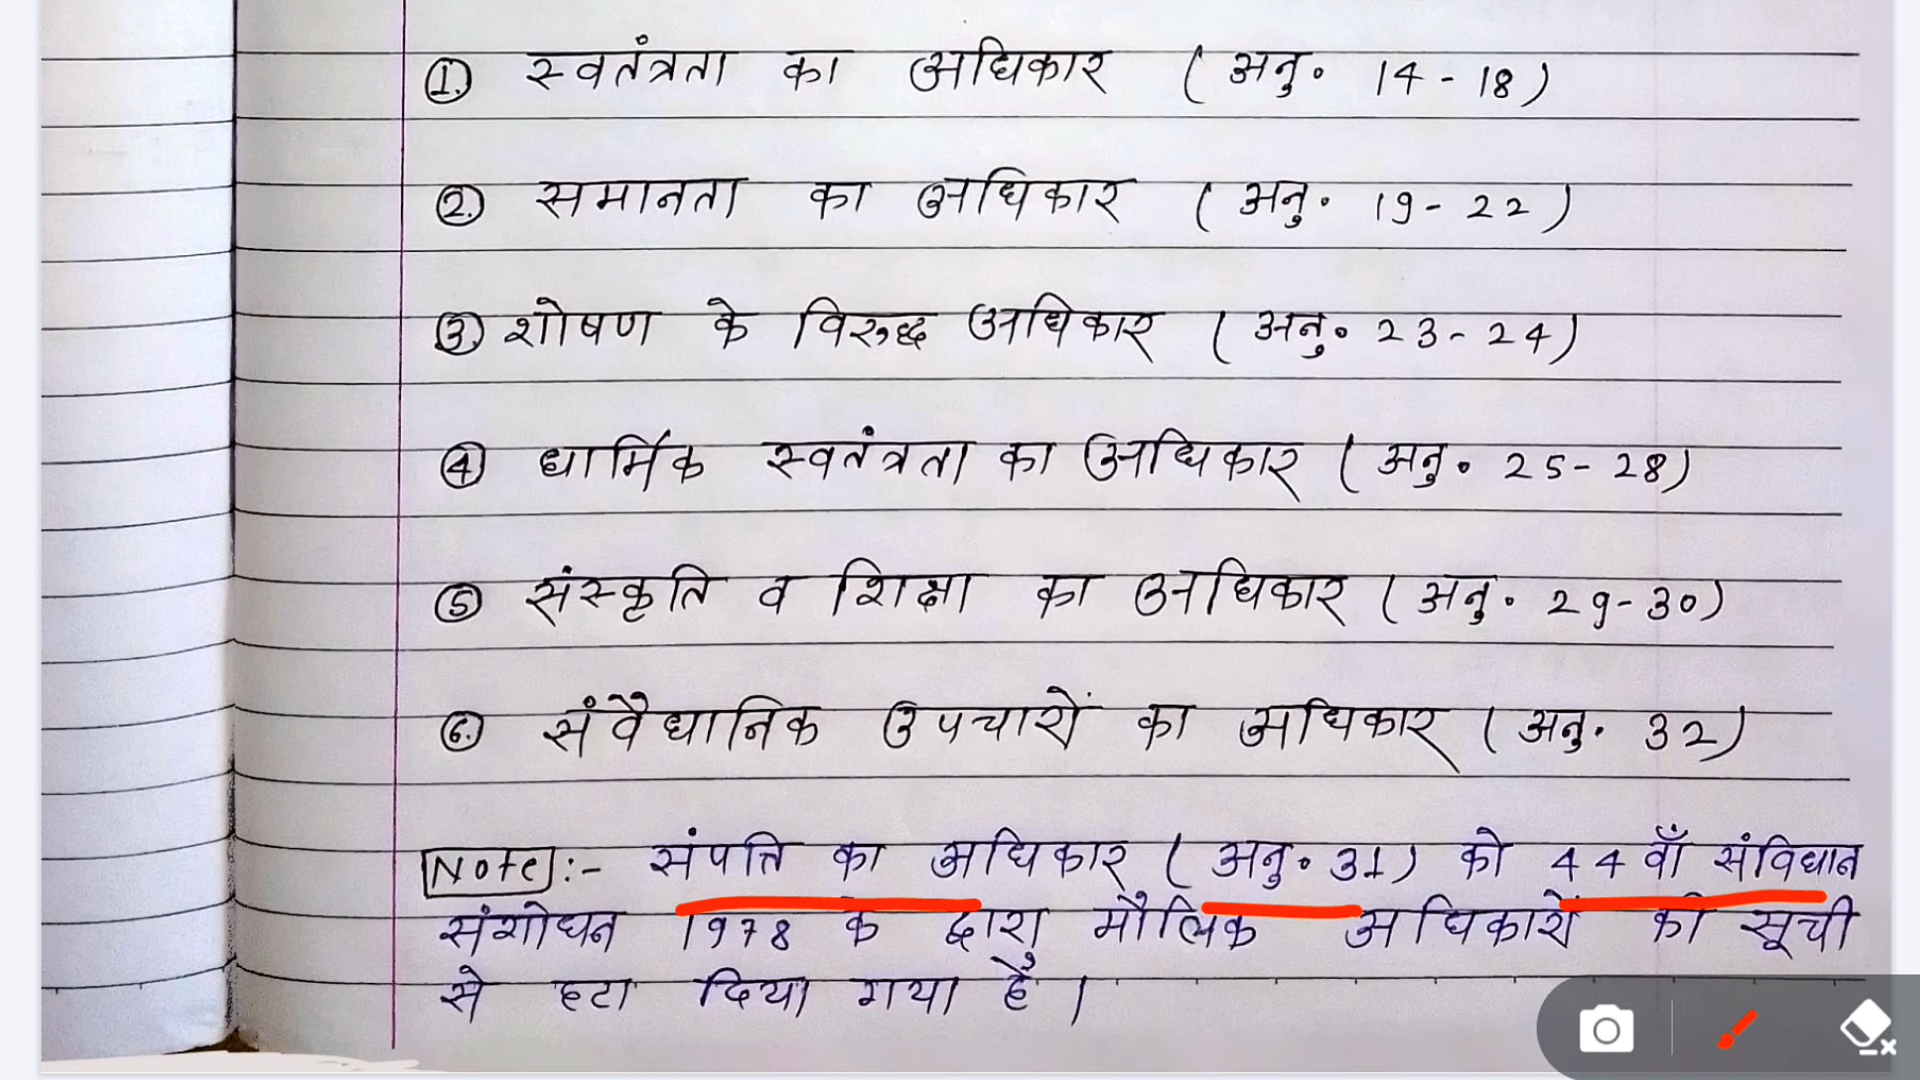 1. स्वतंत्रता का अधिकार ( अनु. 14-18)
2. समानता का अधिकार ( अनु. 19-22 )
3. शोषण के विरुद्ध अधिकार ( अनु. 23-24)
4 धार्मिक स्वतंत्रता का अधिकार ( अनु. 25-28)
5 संस्कृति व शिक्षा का अधिकार ( अनु. 29-30)
6. संवैधानिक उपचारों का अधिकार ( अनु. 32)
Note:- संपत्ति का अधिकार ( अनु. 31) को 44 वाँ संविधान
संशोधन 1978 के द्वारा मौलिक अधिकारों की सूची
से हटा दिया गया है।